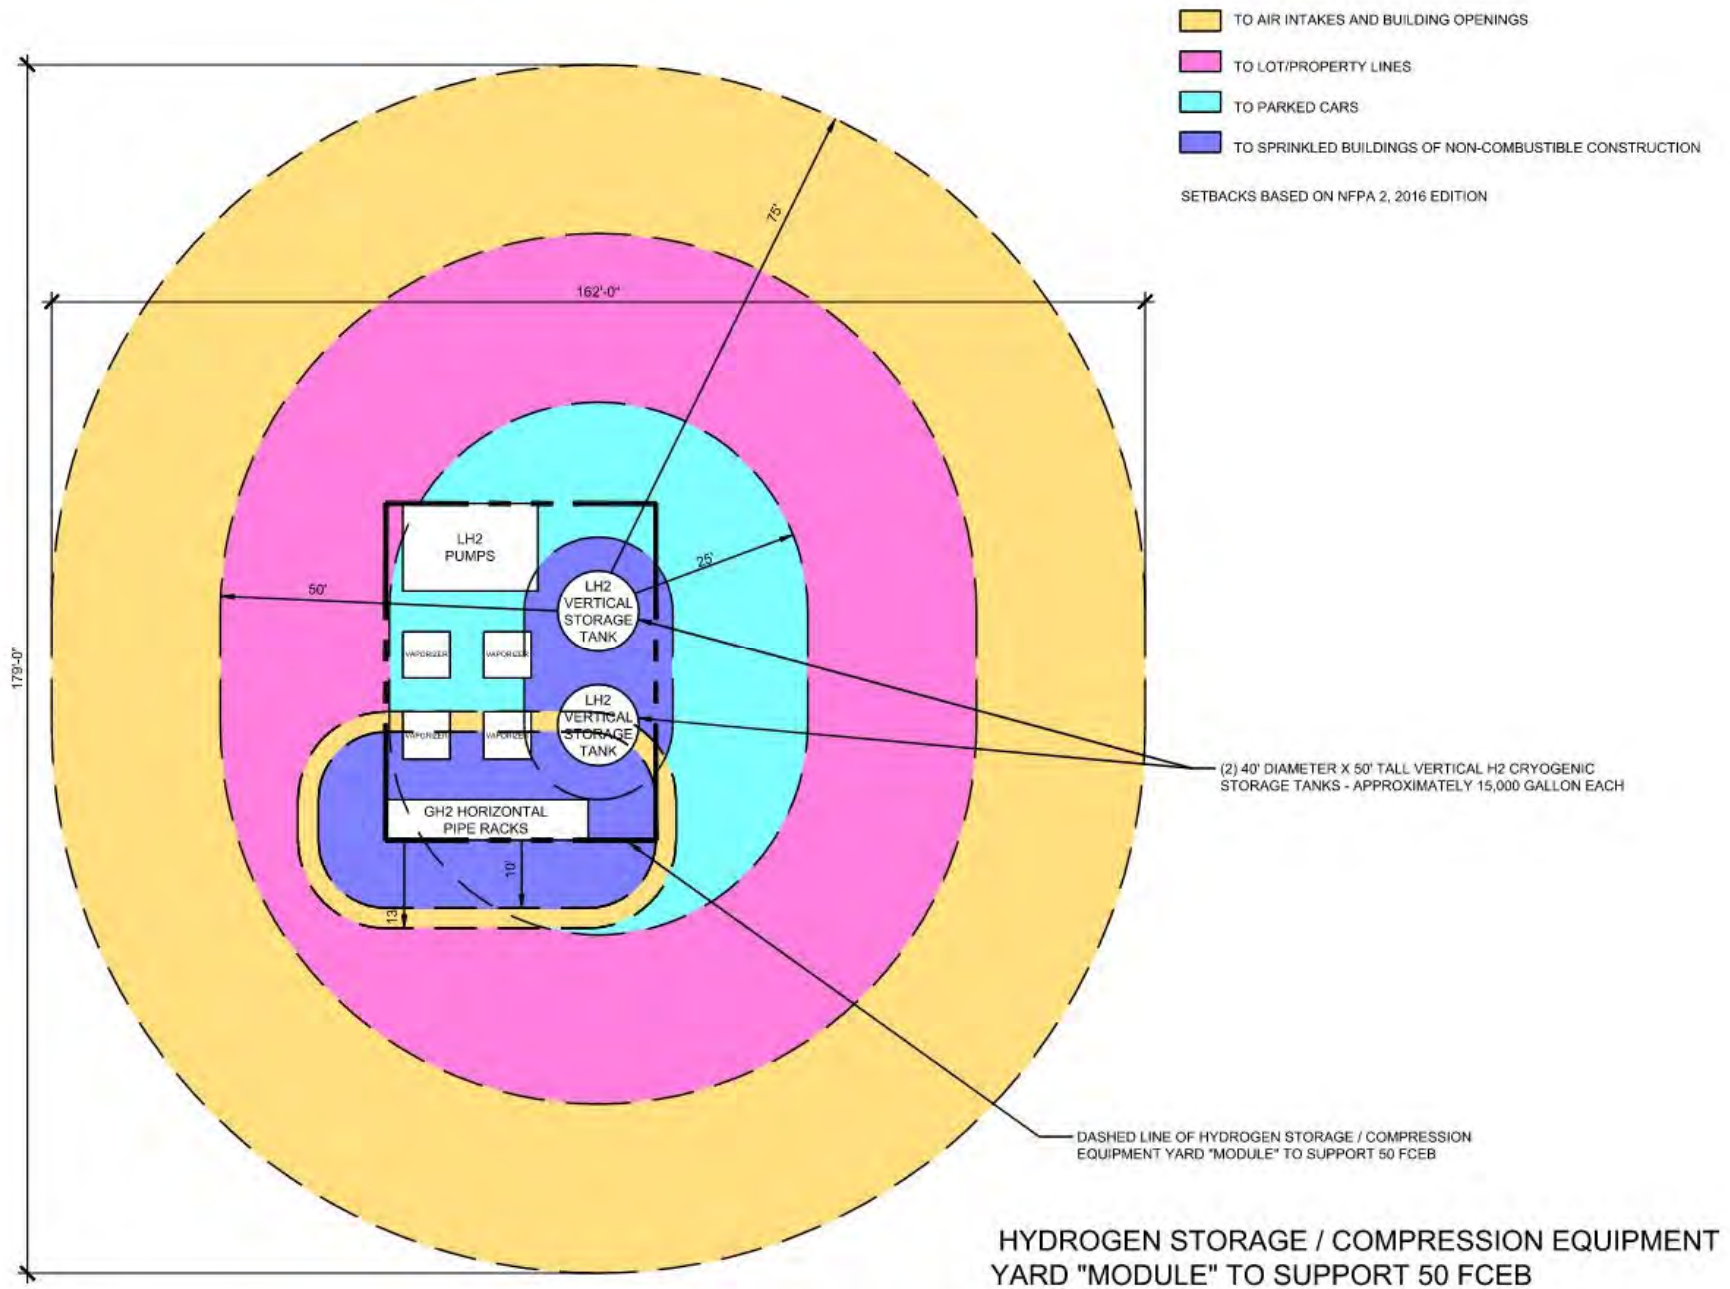 TO AIR INTAKES AND BUILDING OPENINGS
TO LOT/PROPERTY LINES
TO PARKED CARS
TO SPRINKLED BUILDINGS OF NON-COMBUSTIBLE CONSTRUCTION
SETBACKS BASED ON NFPA 2, 2016 EDITION
75'
162'-0"
179'-0"
LH2
PUMPS
25'
50'
LH2
VERTICAL
STORAGE
TANK
VAPORIZER
VAPORIZER
LH2
VERTICAL
STORAGE
TANK
VAPORIZER
VAPORIZER
(2) 40' DIAMETER X 50' TALL VERTICAL H2 CRYOGENIC
STORAGE TANKS - APPROXIMATELY 15,000 GALLON EACH
GH2 HORIZONTAL
PIPE RACKS
10'
13'
DASHED LINE OF HYDROGEN STORAGE / COMPRESSION
EQUIPMENT YARD "MODULE" TO SUPPORT 50 FCEB
HYDROGEN STORAGE / COMPRESSION EQUIPMENT
YARD "MODULE" TO SUPPORT 50 FCEB